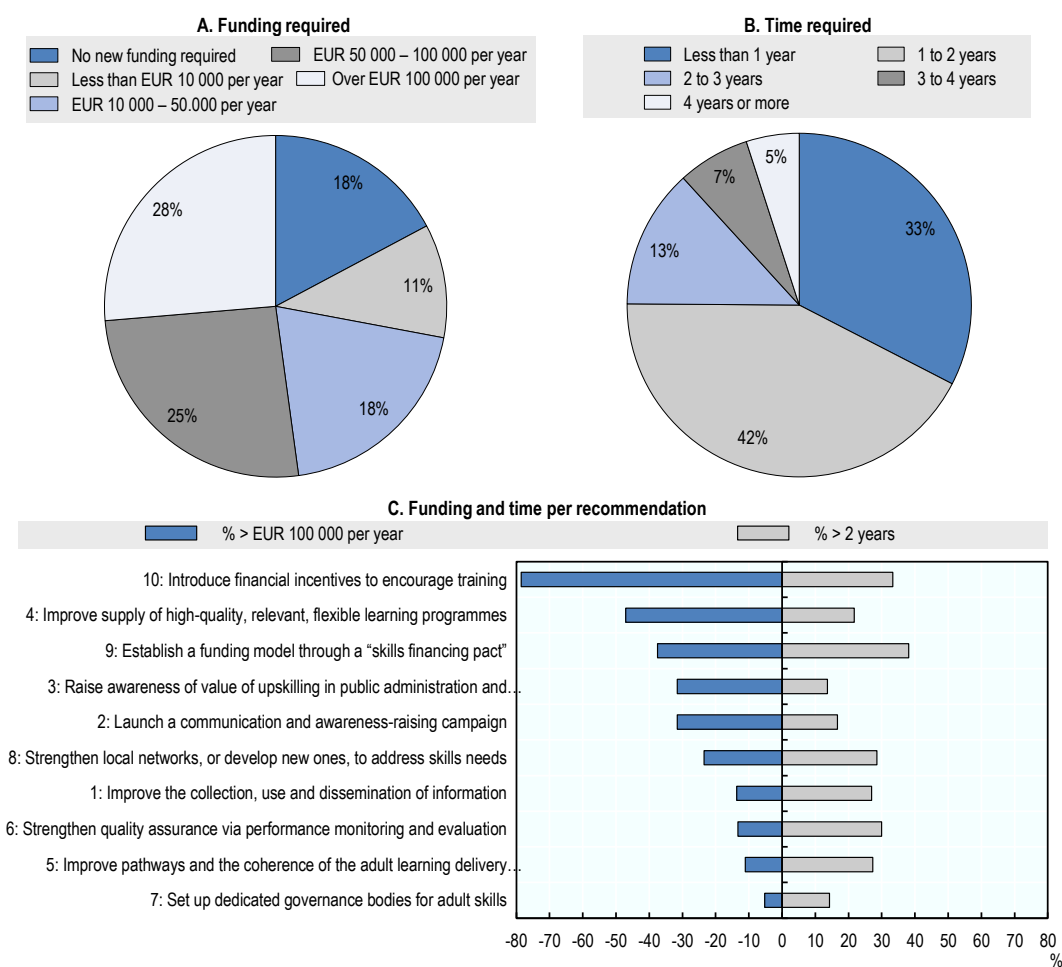 A. Funding required
No new funding required
EUR 50 000 – 100 000 per year
Less than EUR 10 000 per year
Over EUR 100 000 per year
EUR 10 000 – 50.000 per year
18%
28%
11%
25%
18%
B. Time required
Less than 1 year
1 to 2 years
2 to 3 years
3 to 4 years
4 years or more
5%
7%
33%
13%
42%
C. Funding and time per recommendation
% > EUR 100 000 per year
% > 2 years
10: Introduce financial incentives to encourage training
4: Improve supply of high-quality, relevant, flexible learning programmes
9: Establish a funding model through a “skills financing pact”
3: Raise awareness of value of upskilling in public administration and…
2: Launch a communication and awareness-raising campaign
8: Strengthen local networks, or develop new ones, to address skills needs
1: Improve the collection, use and dissemination of information
6: Strengthen quality assurance via performance monitoring and evaluation
5: Improve pathways and the coherence of the adult learning delivery…
7: Set up dedicated governance bodies for adult skills
-80 -70 -60 -50 -40 -30 -20 -10 0 10 20 30 40 50 60 70 80
%